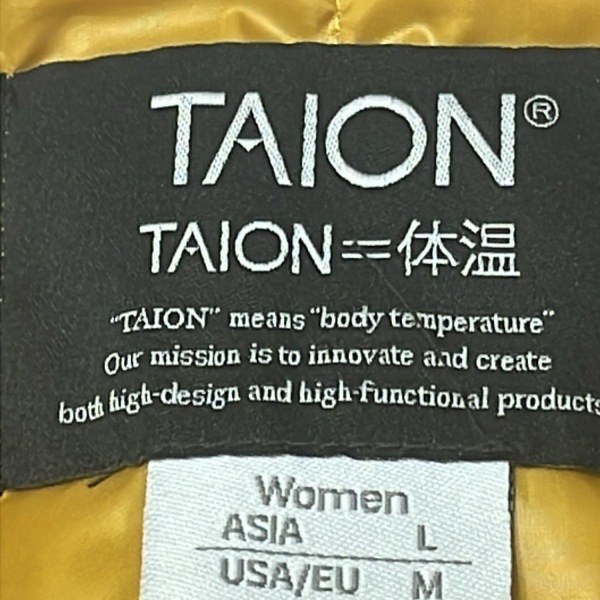 TAION®
TAION=体温
“TAION” means “body temperature”
Our mission is to innovate and create
both high-design and high-functional products
Women
ASIA L
USA/EU M